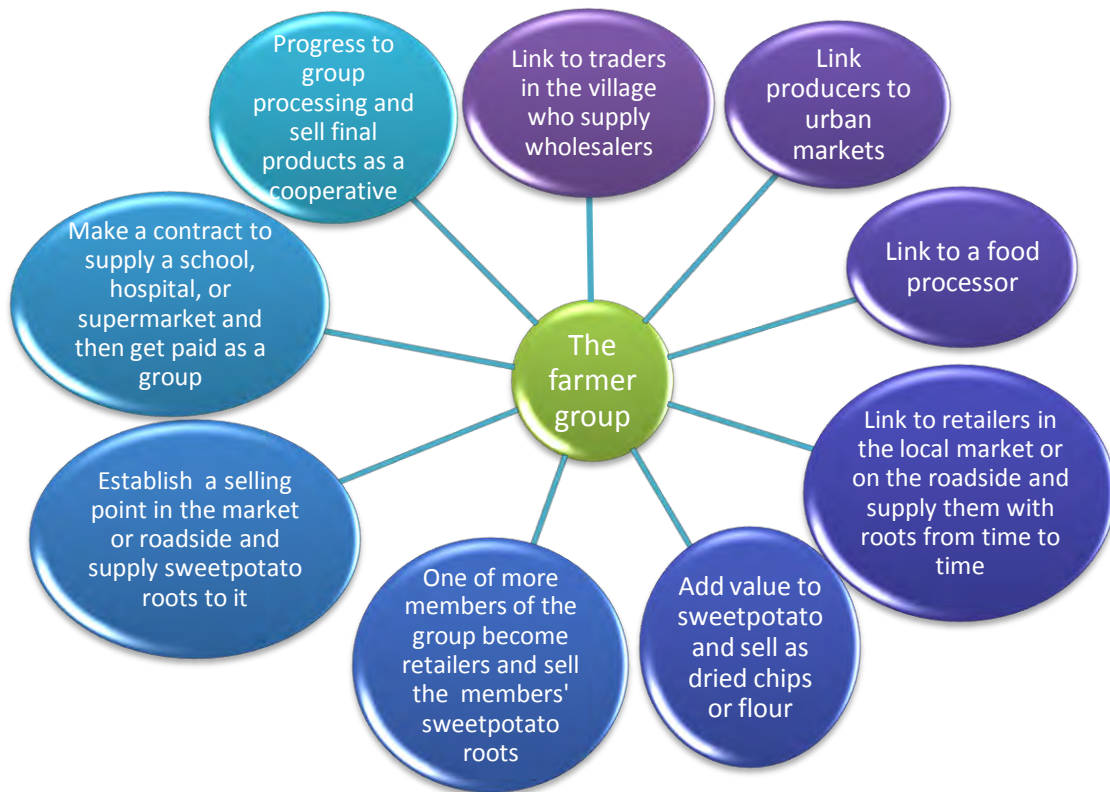 Progress to
group
processing and
sell final
products as a
cooperative
Link to traders
in the village
who supply
wholesalers
Link
producers to
urban
markets
Link to a food
processor
Link to retailers in
the local market or
on the roadside and
supply them with
roots from time to
time
Add value to
sweetpotato
and sell as
dried chips
or flour
One of more
members of the
group become
retailers and sell
the members'
sweetpotato
roots
Establish a selling
point in the market
or roadside and
supply sweetpotato
roots to it
Make a contract to
supply a school,
hospital, or
supermarket and
then get paid as a
group
The
farmer
group